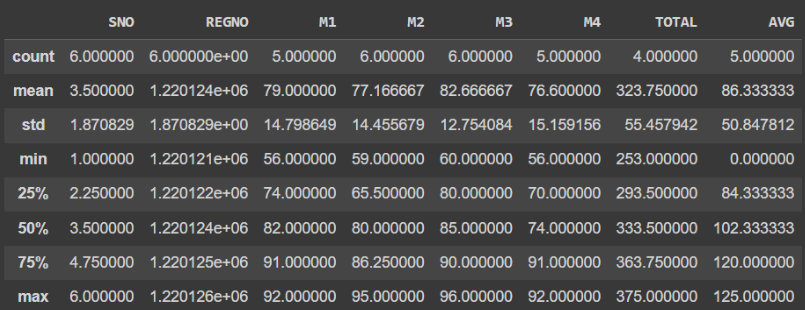 SNO REGNO M1 M2 M3 M4 TOTAL AVG
count 6.000000 6.000000e+00 5.000000 6.000000 6.000000 5.000000 4.000000 5.000000
mean 3.500000 1.220124e+06 79.000000 77.166667 82.666667 76.600000 323.750000 86.333333
std 1.870829 1.870829e+00 14.798649 14.455679 12.754084 15.159156 55.457942 50.847812
min 1.000000 1.220121e+06 56.000000 59.000000 60.000000 56.000000 253.000000 0.000000
25% 2.250000 1.220122e+06 74.000000 65.500000 80.000000 70.000000 293.500000 84.333333
50% 3.500000 1.220124e+06 82.000000 80.000000 85.000000 74.000000 333.500000 102.333333
75% 4.750000 1.220125e+06 91.000000 86.250000 90.000000 91.000000 363.750000 120.000000
max 6.000000 1.220126e+06 92.000000 95.000000 96.000000 92.000000 375.000000 125.000000